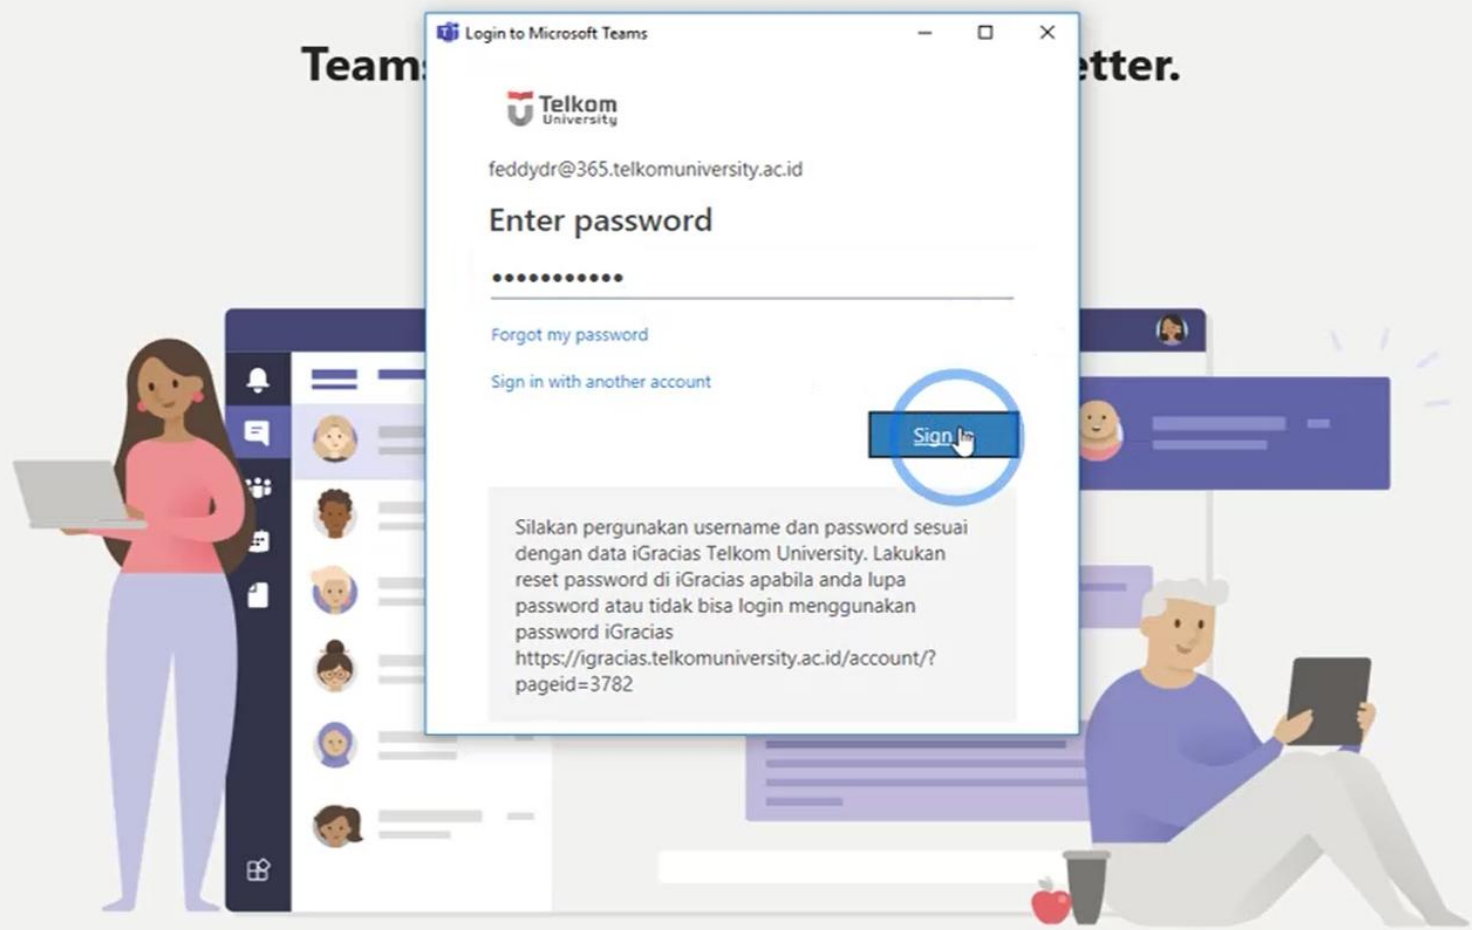 Login to Microsoft Teams
Team
etter.
Telkom
University
feddydr@365.telkomuniversity.ac.id
Enter password
•••••••••••
Forgot my password
Sign in with another account
Sign In
Silakan pergunakan username dan password sesuai
dengan data iGracias Telkom University. Lakukan
reset password di iGracias apabila anda lupa
password atau tidak bisa login menggunakan
password iGracias
https://igracias.telkomuniversity.ac.id/account/?
pageid=3782